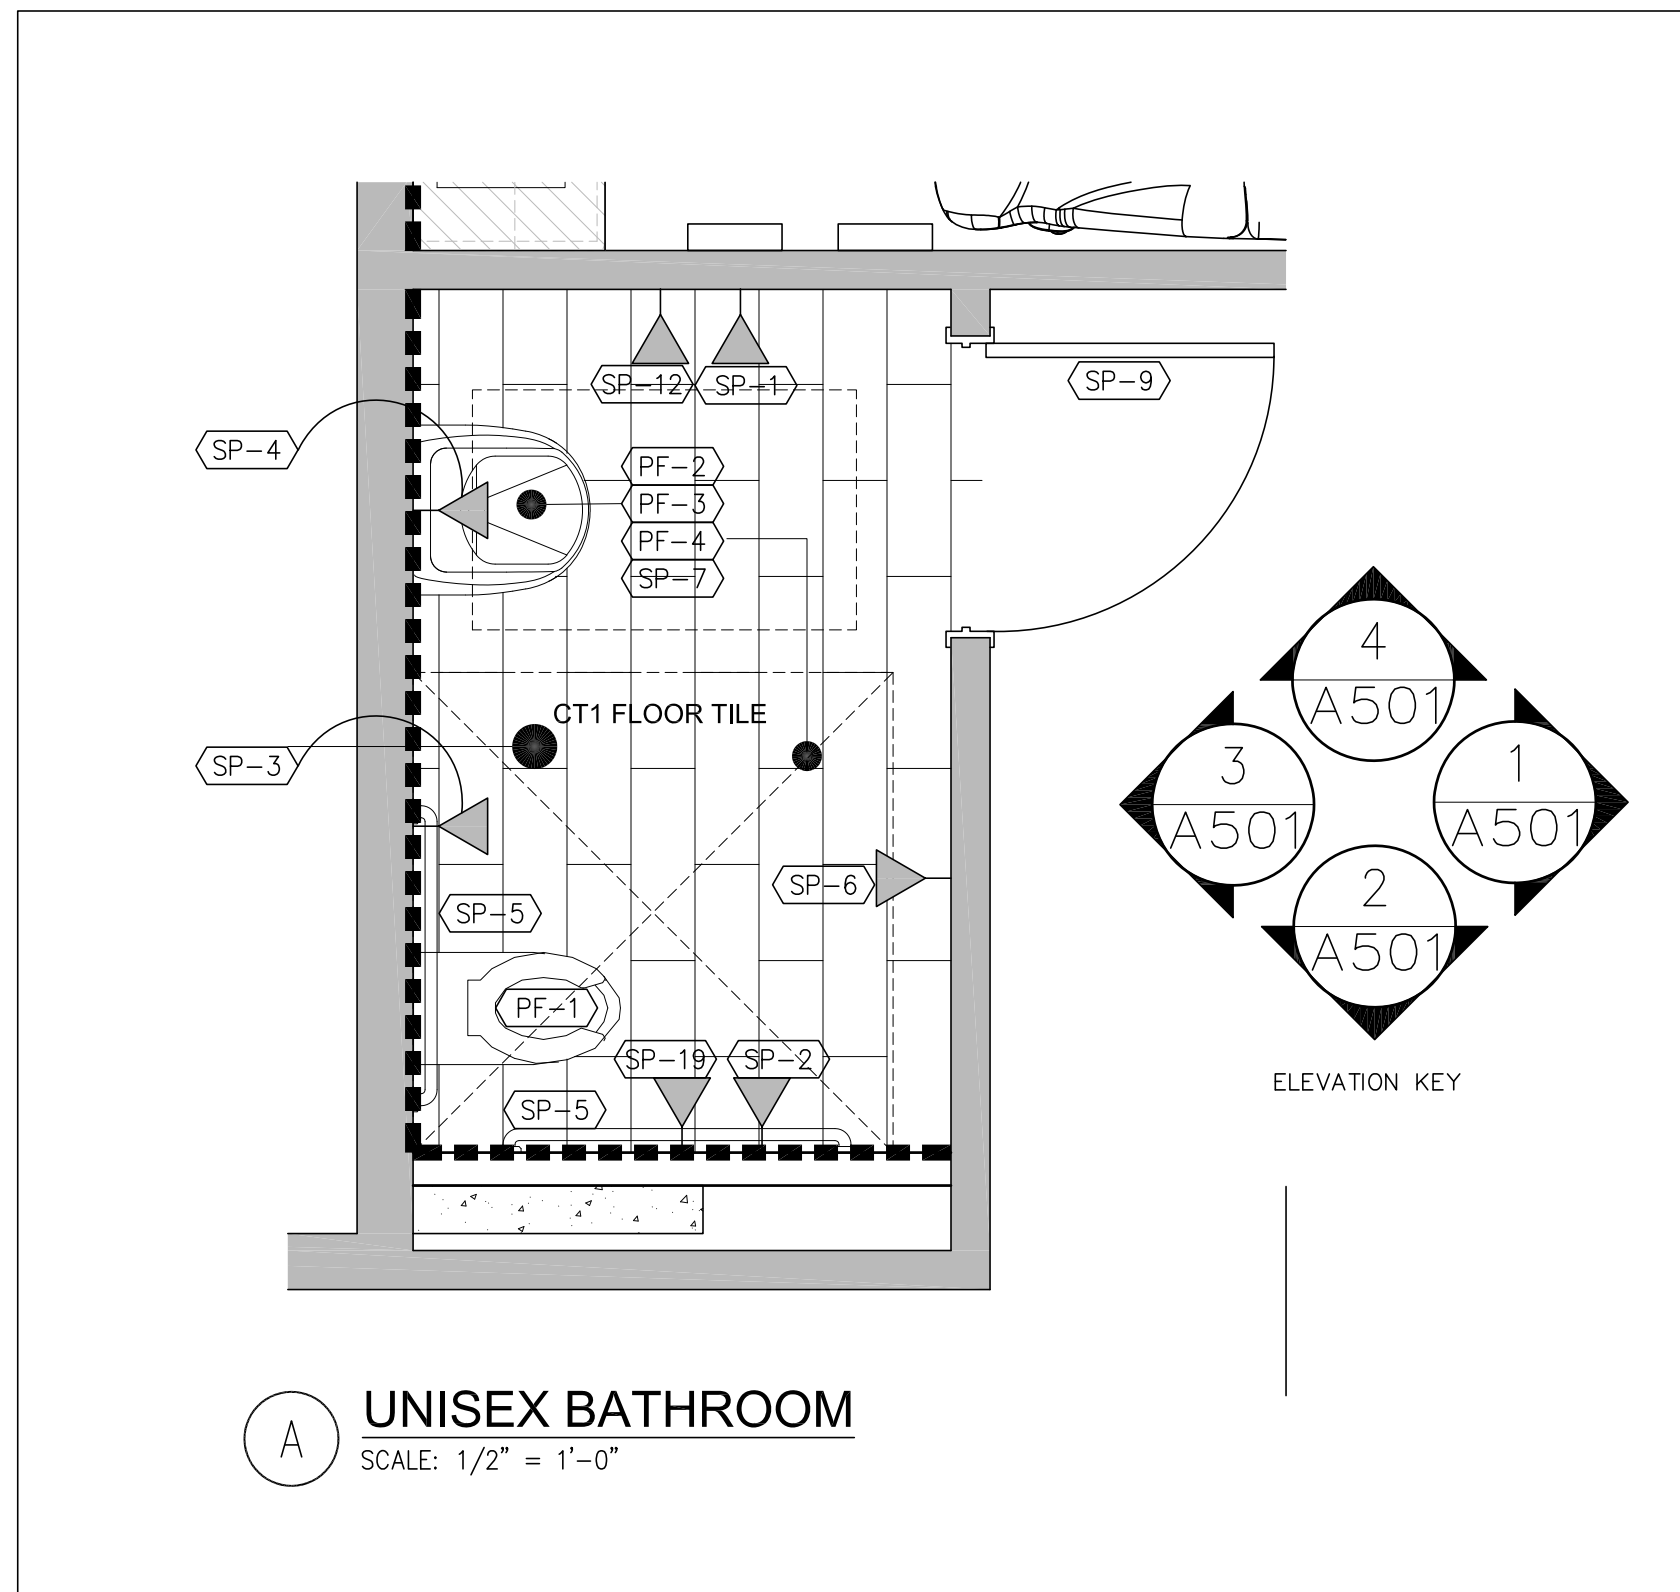 SP-12
SP-1
SP-9
SP-4
PF-2
PF-3
PF-4
SP-7
CT1 FLOOR TILE
SP-3
SP-6
SP-5
PF-1
SP-19
SP-2
SP-5
4
A501
3
A501
1
A501
2
A501
ELEVATION KEY
A
UNISEX BATHROOM
SCALE: 1/2" = 1'-0"